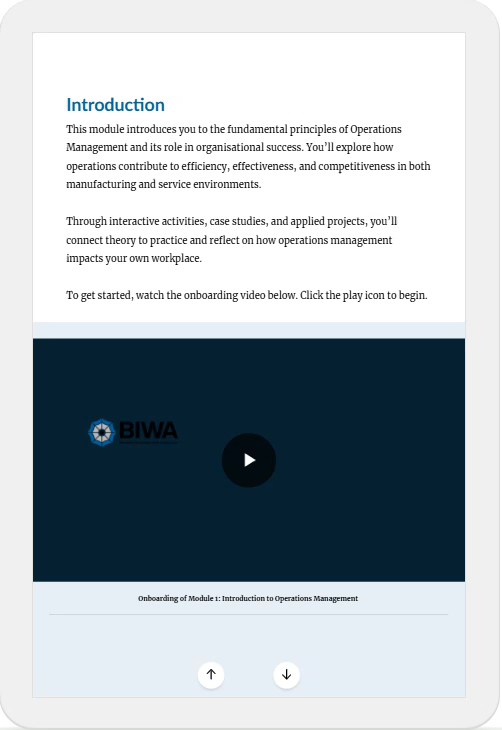 Introduction
This module introduces you to the fundamental principles of Operations
Management and its role in organisational success. You’ll explore how
operations contribute to efficiency, effectiveness, and competitiveness in both
manufacturing and service environments.
Through interactive activities, case studies, and applied projects, you’ll
connect theory to practice and reflect on how operations management
impacts your own workplace.
To get started, watch the onboarding video below. Click the play icon to begin.
BIWA
Onboarding of Module 1: Introduction to Operations Management